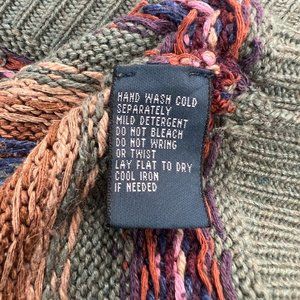 HAND WASH COLD
SEPARATELY
MILD DETERGENT
DO NOT BLEACH
DO NOT WRING
OR TWIST
LAY FLAT TO DRY
COOL IRON
IF NEEDED